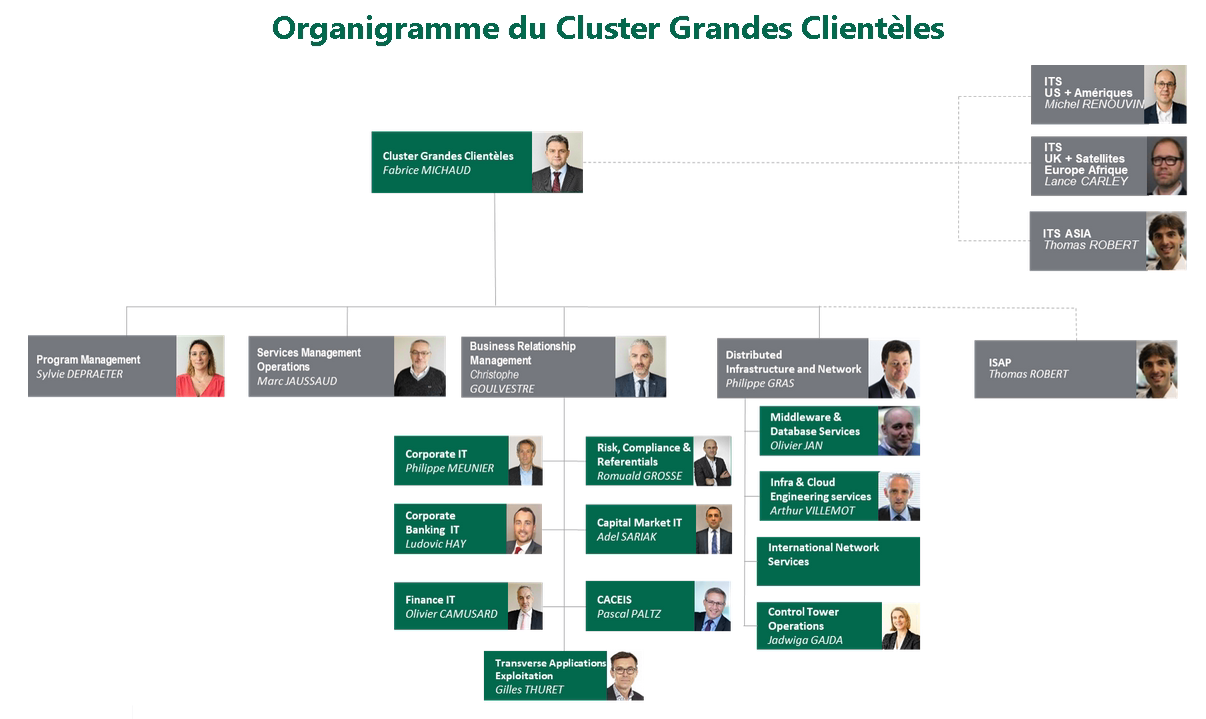 Organigramme du Cluster Grandes Clientèles
ITS
US + Amériques
Michel RENOUVIN
Cluster Grandes Clientèles
Fabrice MICHAUD
ITS
UK + Satellites
Europe Afrique
Lance CARLEY
ITS ASIA
Thomas ROBERT
Program Management
Sylvie DEPRAETER
Services Management
Operations
Marc JAUSSAUD
Business Relationship
Management
Christophe
GOULVESTRE
Distributed
Infrastructure and Network
Philippe GRAS
ISAP
Thomas ROBERT
Corporate IT
Philippe MEUNIER
Risk, Compliance &
Referentials
Romuald GROSSE
Middleware &
Database Services
Olivier JAN
Corporate
Banking IT
Ludovic HAY
Capital Market IT
Adel SARIAK
Infra & Cloud
Engineering services
Arthur VILLEMOT
International Network
Services
Finance IT
Olivier CAMUSARD
CACEIS
Pascal PALTZ
Control Tower
Operations
Jadwiga GAJDA
Transverse Applications
Exploitation
Gilles THURET